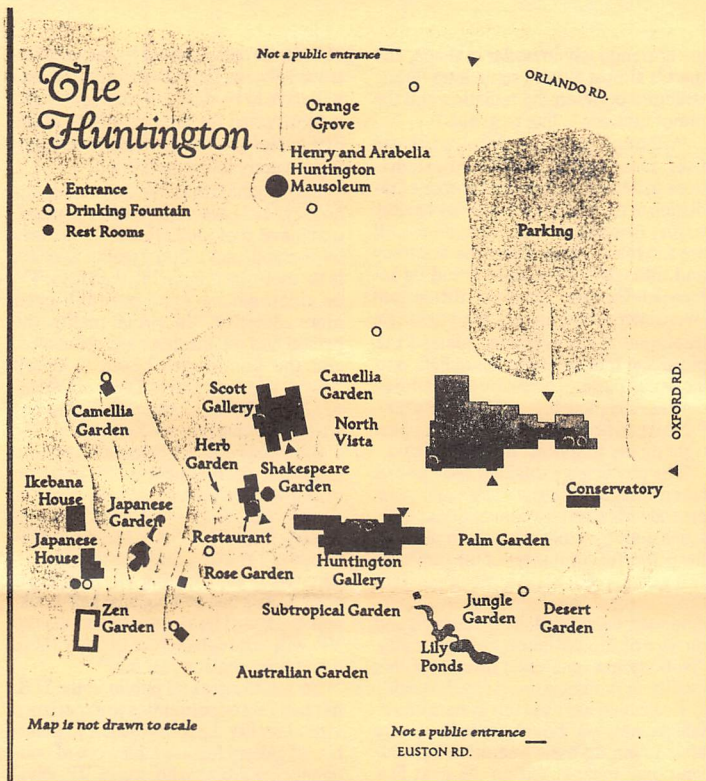 Not a public entrance
ORLANDO RD.
The
Huntington
Orange
Grove
Henry and Arabella
Huntington
Mausoleum
Entrance
Drinking Fountain
Rest Rooms
Parking
OXFORD RD.
Camellia
Garden
Scott
Gallery
Camellia
Garden
North
Vista
Herb
Garden
Shakespeare
Garden
Ikebana
House
Japanese
Garden
Conservatory
Japanese
House
Restaurant
Huntington
Gallery
Palm Garden
Rose Garden
Zen
Garden
Subtropical Garden
Jungle
Garden
Desert
Garden
Lily
Ponds
Australian Garden
Map is not drawn to scale
Not a public entrance
EUSTON RD.